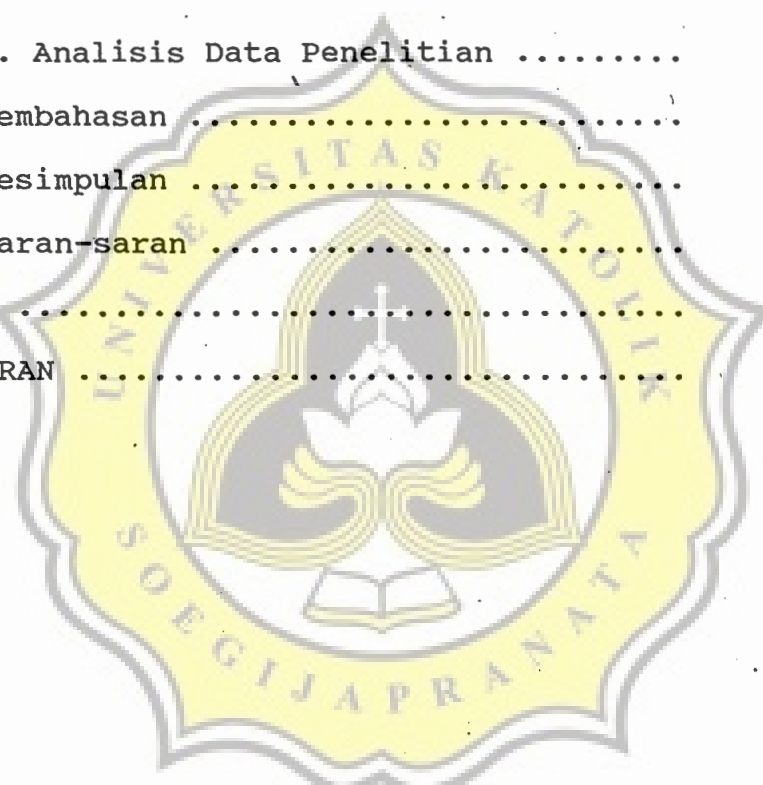 . Analisis Data Penelitian .........
embahasan ...........................
esimpulan ...........................
aran-saran ..........................
.....................................
RAN .................................
UNIVERSITAS KATOLIK
SOEGIJAPRANATA